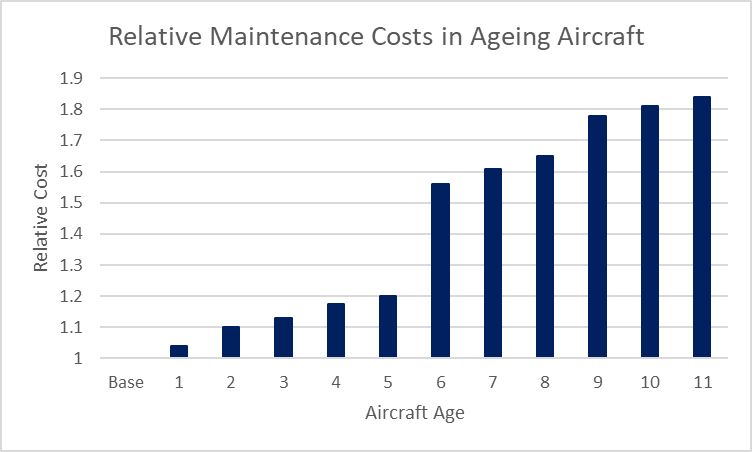 Relative Maintenance Costs in Ageing Aircraft
1.9
1.8
1.7
1.6
1.5
1.4
1.3
1.2
1.1
1
Relative Cost
Base 1 2 3 4 5 6 7 8 9 10 11
Aircraft Age